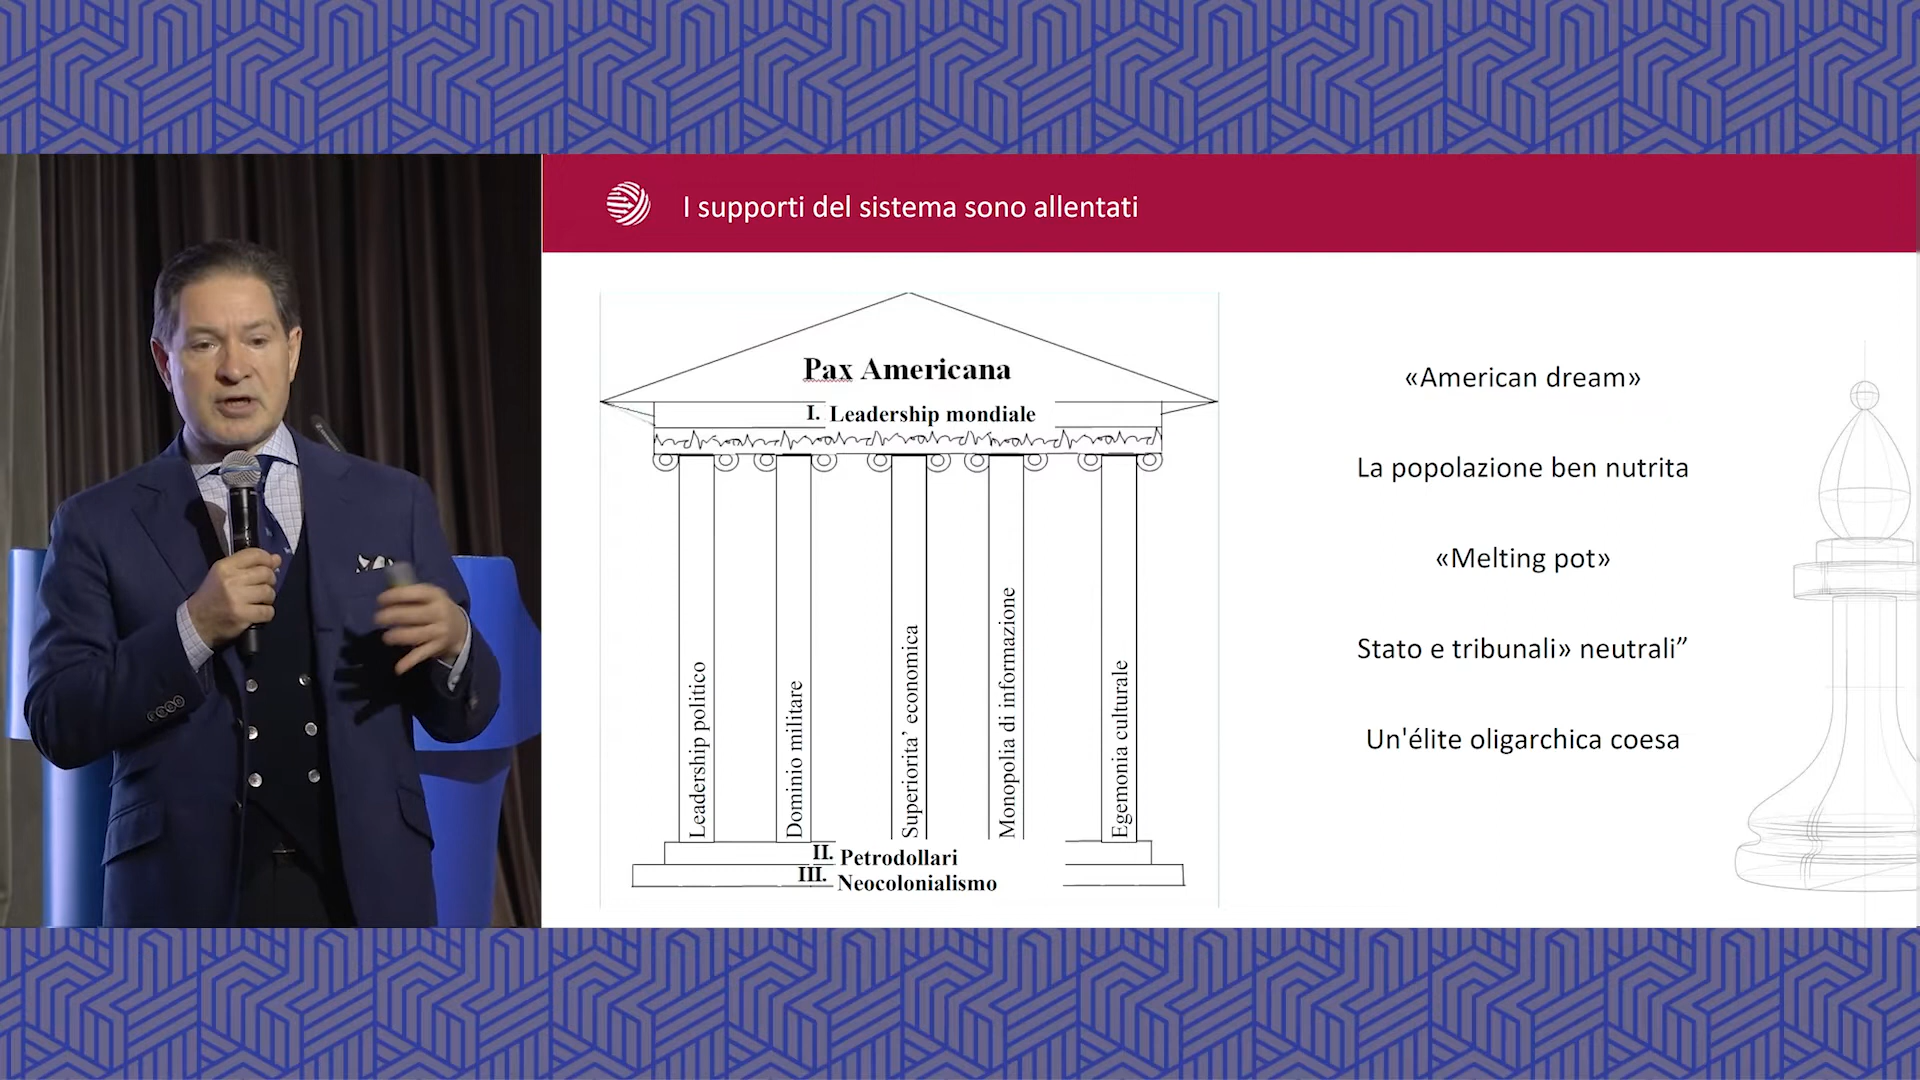 I supporti del sistema sono allentati
Pax Americana
I. Leadership mondiale
Leadership politico
Dominio militare
Superiorita’ economica
Monopolia di informazione
Egemonia culturale
II. Petrodollari
III. Neocolonialismo
«American dream»
La popolazione ben nutrita
«Melting pot»
Stato e tribunali» neutrali”
Un'élite oligarchica coesa